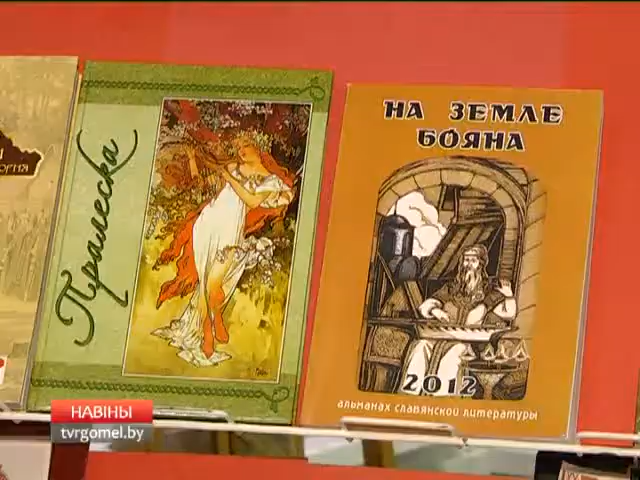 Пралеска
НА ЗЕМЛЕ
БОЯНА
2012
альманах славянской литературы
НАВІНЫ
tvrgomel.by